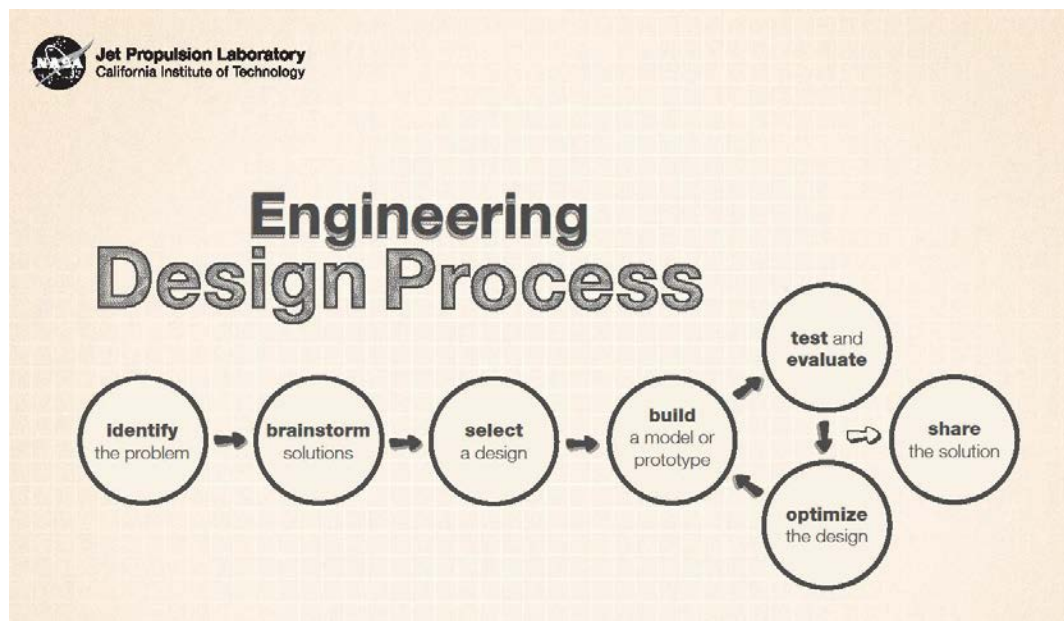 NASA
Jet Propulsion Laboratory
California Institute of Technology
Engineering
Design Process
identify
the problem
brainstorm
solutions
select
a design
build
a model or
prototype
test and
evaluate
optimize
the design
share
the solution